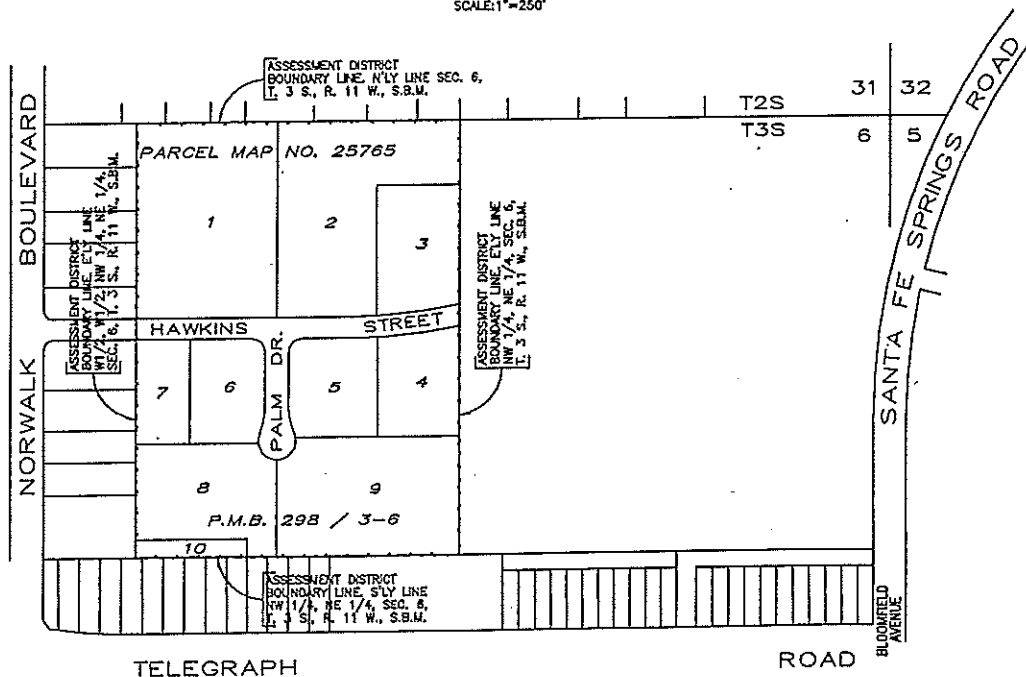 SCALE:1"=250'
ASSESSMENT DISTRICT
BOUNDARY LINE, N'LY LINE SEC. 6,
T. 3 S., R. 11 W., S.B.M.
31 32
T2S
T3S
6 5
SANTA FE SPRINGS ROAD
NORWALK BOULEVARD
PARCEL MAP NO. 25765
1
2
3
ASSESSMENT DISTRICT
BOUNDARY LINE, E'LY LINE
W1/2, W1/2, NW 1/4, NE 1/4,
SEC. 6, T. 3 S., R. 11 W., S.B.M.
ASSESSMENT DISTRICT
BOUNDARY LINE, E'LY LINE
NW 1/4, NE 1/4, SEC. 6,
T. 3 S., R. 11 W., S.B.M.
HAWKINS STREET
PALM DR.
7
6
5
4
8
9
P.M.B. 298 / 3-6
10
ASSESSMENT DISTRICT
BOUNDARY LINE, S'LY LINE
NW 1/4, NE 1/4, SEC. 6,
T. 3 S., R. 11 W., S.B.M.
BLOOMFIELD
AVENUE
TELEGRAPH ROAD